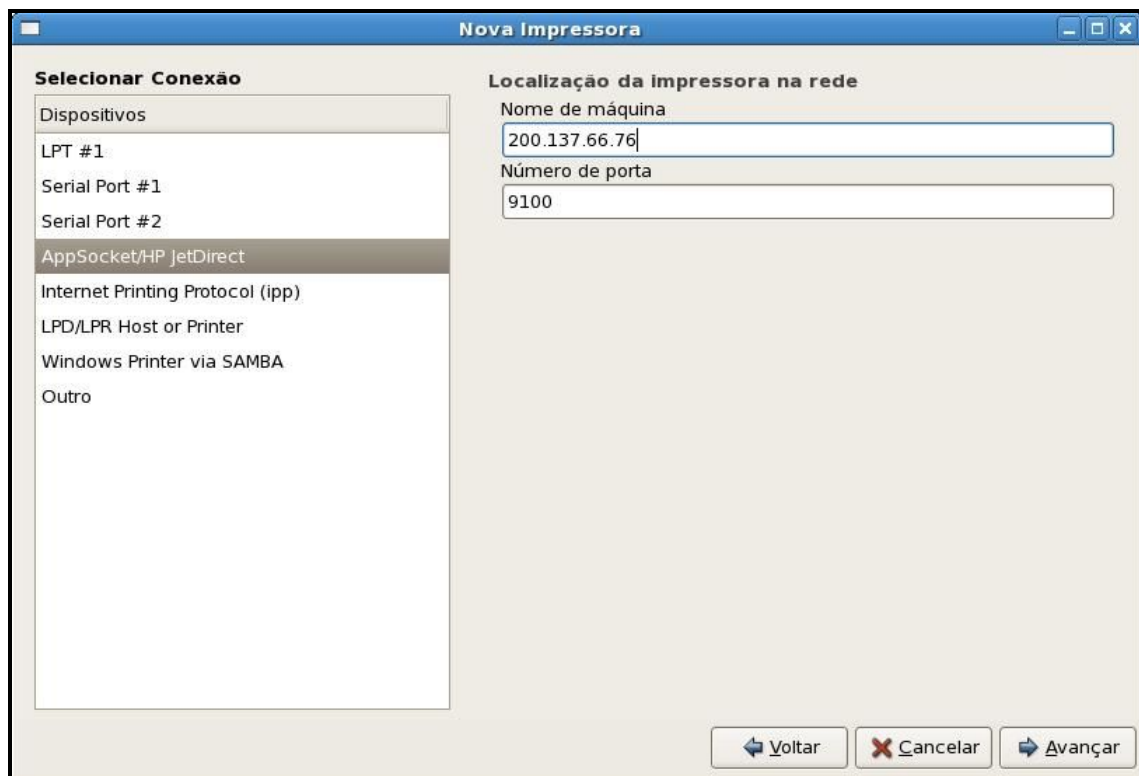 Nova Impressora
Selecionar Conexão
Dispositivos
LPT #1
Serial Port #1
Serial Port #2
AppSocket/HP JetDirect
Internet Printing Protocol (ipp)
LPD/LPR Host or Printer
Windows Printer via SAMBA
Outro
Localização da impressora na rede
Nome de máquina
200.137.66.76
Número de porta
9100
Voltar
Cancelar
Avançar